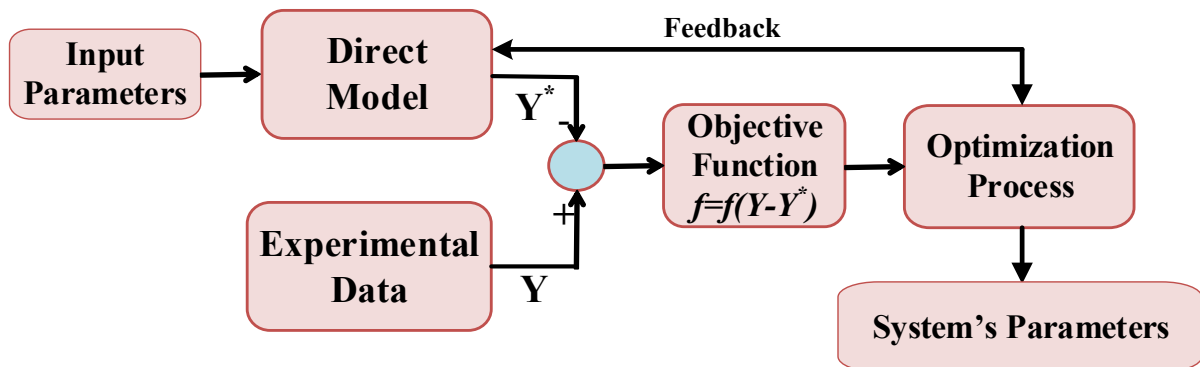 Input
Parameters
Direct
Model
Feedback
Y*
-
Objective
Function
f=f(Y-Y*)
Optimization
Process
+
Experimental
Data
Y
System’s Parameters